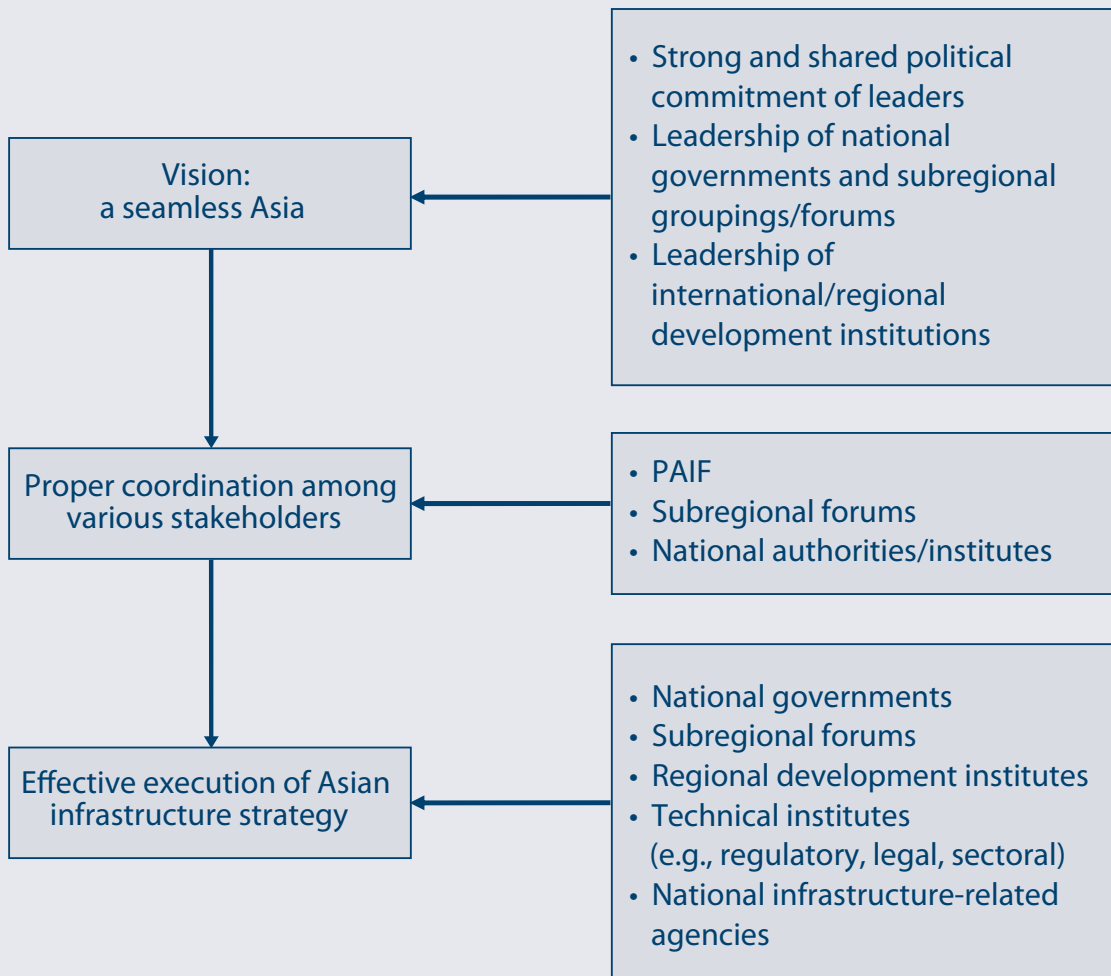 Vision:
a seamless Asia
• Strong and shared political
commitment of leaders
• Leadership of national
governments and subregional
groupings/forums
• Leadership of
international/regional
development institutions
Proper coordination among
various stakeholders
• PAIF
• Subregional forums
• National authorities/institutes
Effective execution of Asian
infrastructure strategy
• National governments
• Subregional forums
• Regional development institutes
• Technical institutes
(e.g., regulatory, legal, sectoral)
• National infrastructure-related
agencies